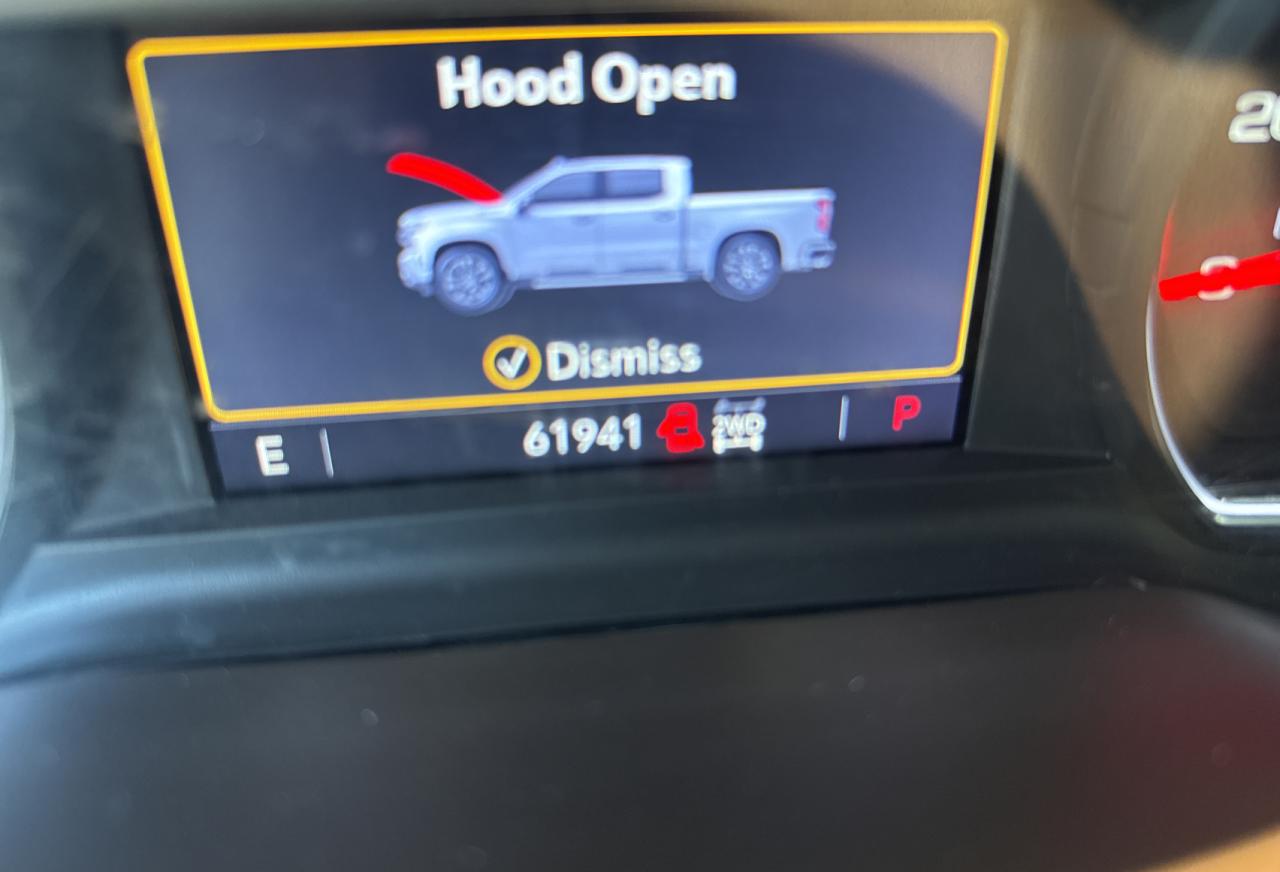 Hood Open
Dismiss
E 61941 2WD P